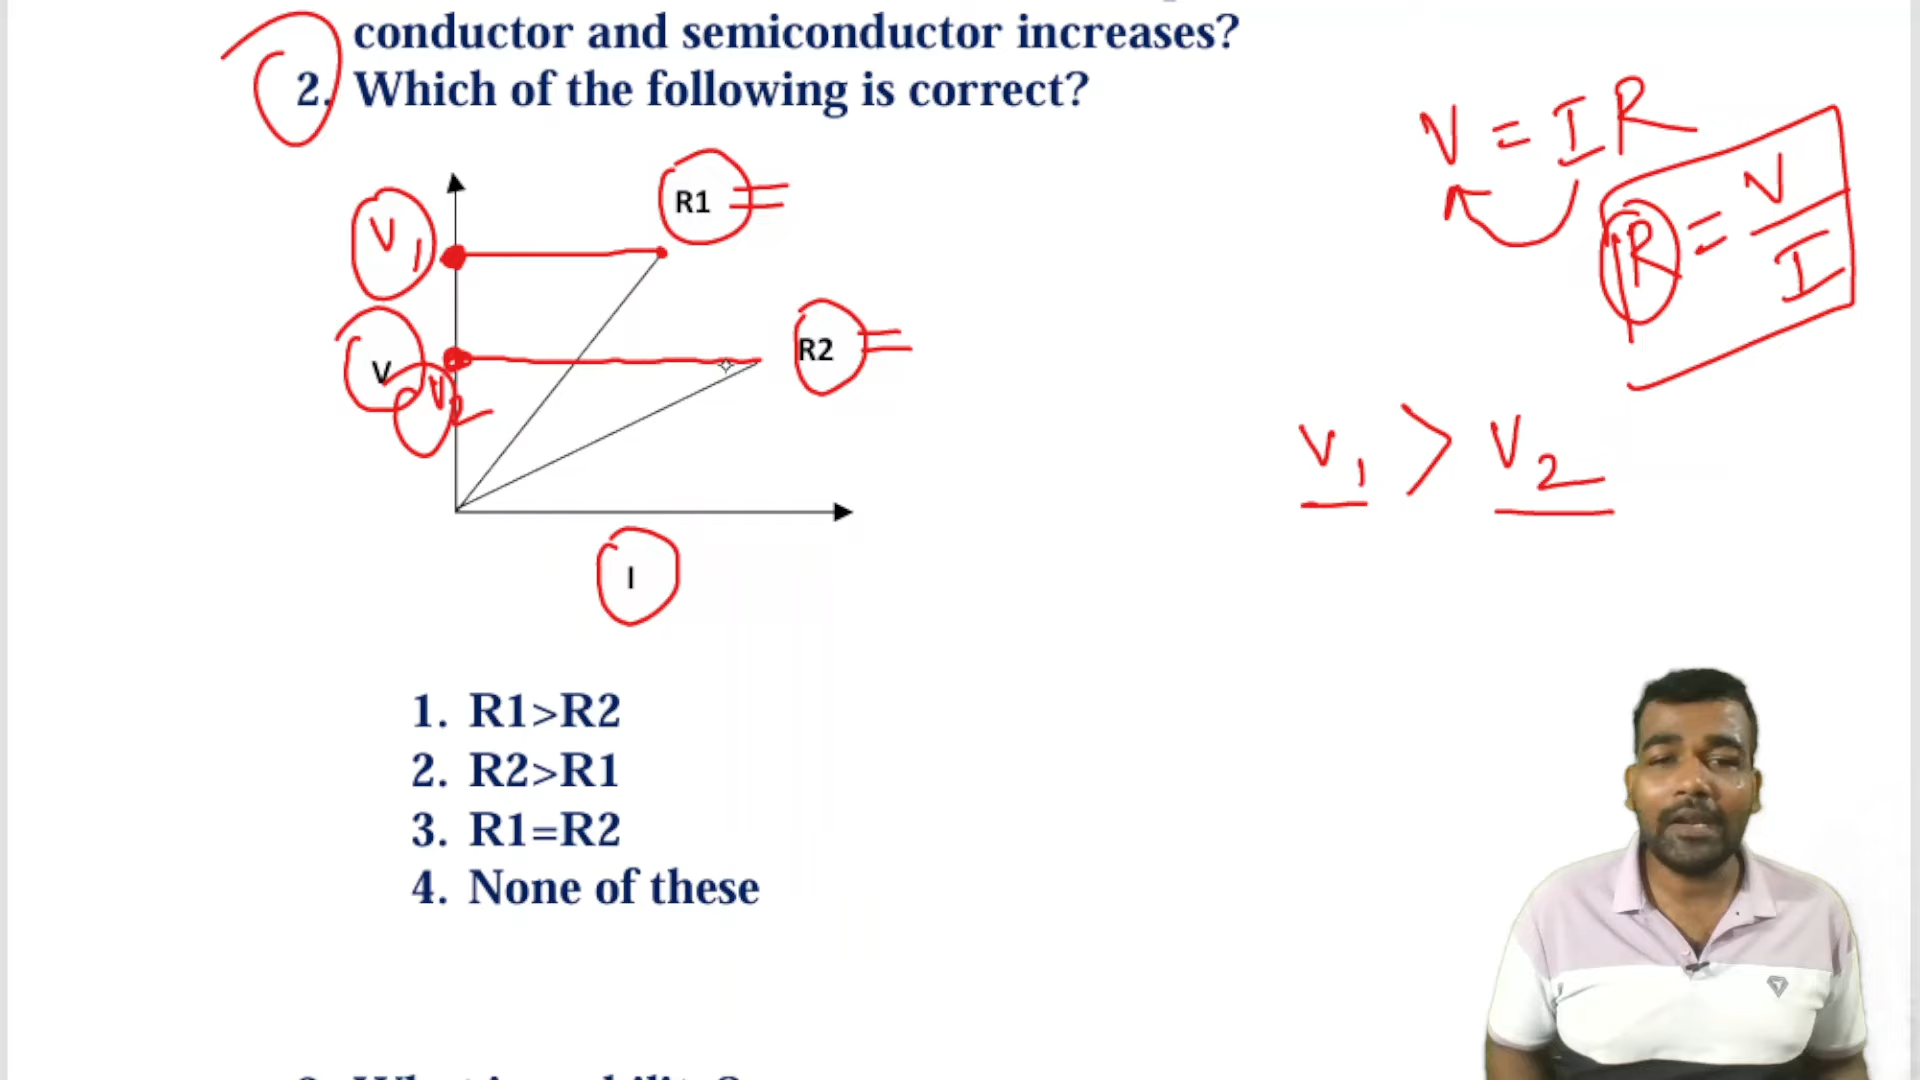 conductor and semiconductor increases?
2. Which of the following is correct?
V = IR
R = V/I
R1 =
V1
R2 =
V
V2
V1 > V2
I
1. R1>R2
2. R2>R1
3. R1=R2
4. None of these